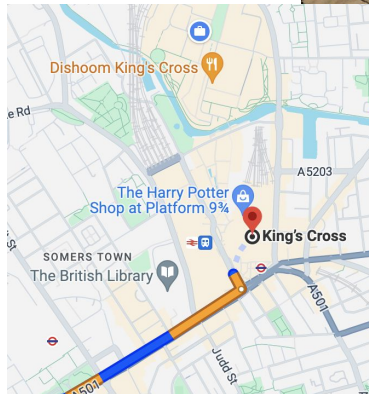 Dishoom King's Cross
e Rd
A5203
The Harry Potter
Shop at Platform 9¾
King's Cross
SOMERS TOWN
The British Library
A501
Judd St
A501